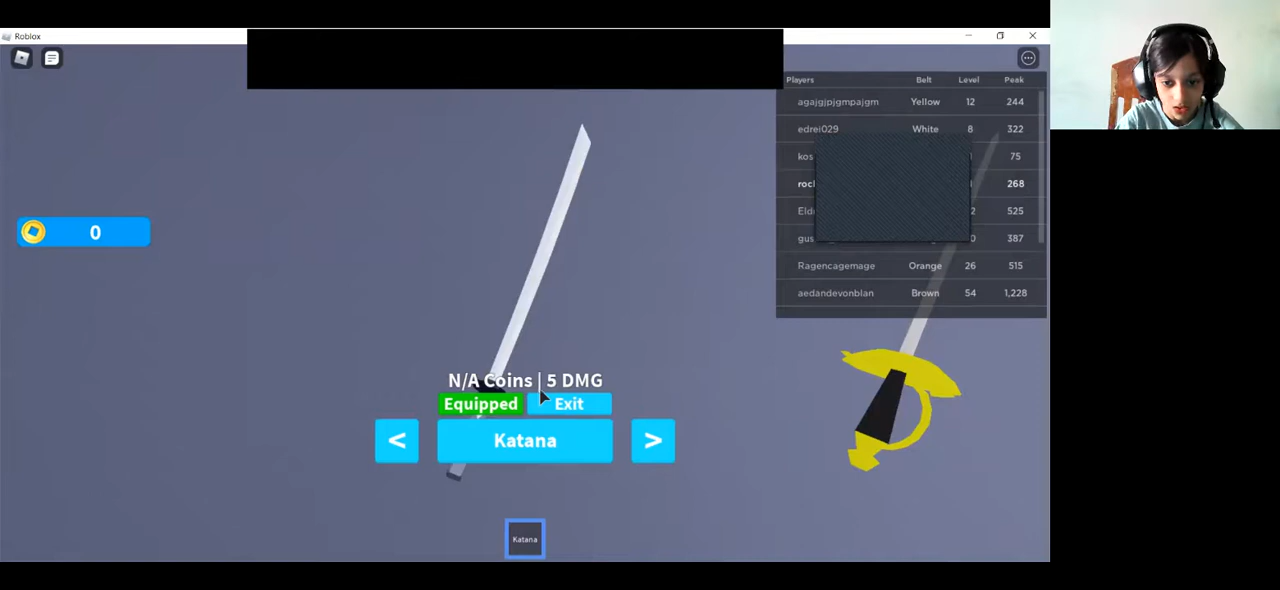 Roblox
Players Belt Level Peak
agajgjpjgmpajgm Yellow 12 244
edrei029 White 8 322
75
268
525
387
Ragencagemage Orange 26 515
aedandevonblan Brown 54 1,228
0
N/A Coins | 5 DMG
Equipped Exit
< Katana >
Katana